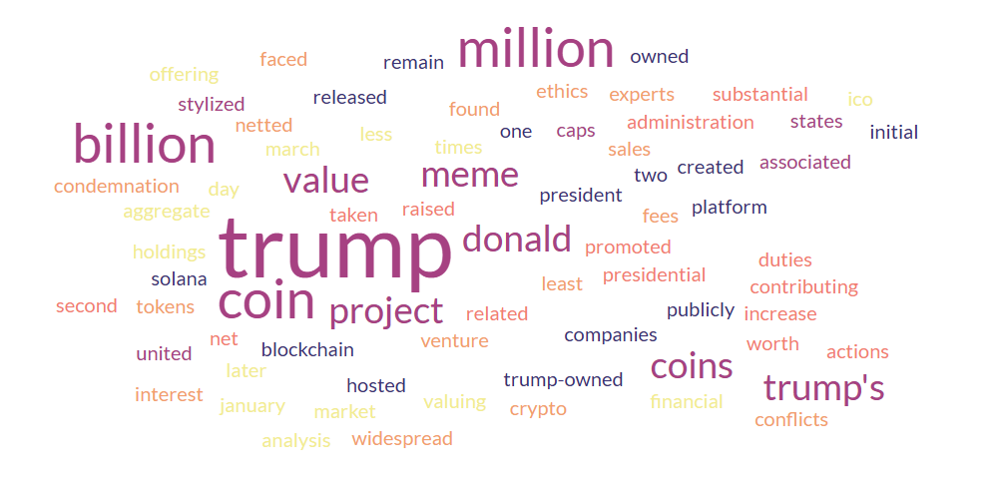 million
faced
remain
owned
offering
stylized
released
found
ethics
experts
substantial
ico
billion
netted
march
less
times
one
caps
administration
states
initial
sales
condemnation
day
value
meme
president
two
created
associated
aggregate
taken
raised
fees
platform
holdings
trump
donald
promoted
solana
least
presidential
duties
contributing
second
tokens
coin
project
related
publicly
increase
united
net
blockchain
venture
companies
worth
actions
later
hosted
trump-owned
coins
trump's
interest
january
market
valuing
crypto
financial
conflicts
analysis
widespread